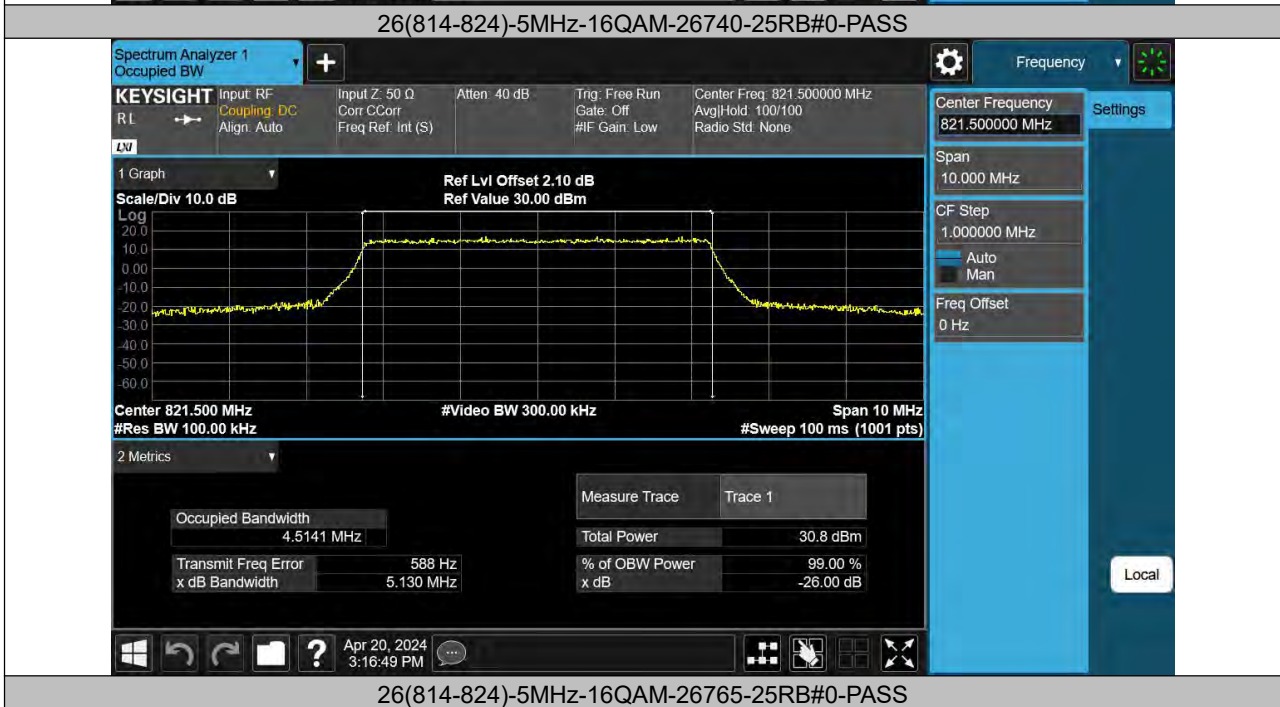 26(814-824)-5MHz-16QAM-26740-25RB#0-PASS
Spectrum Analyzer 1
Occupied BW
+
Frequency
KEYSIGHT
R L
LXI
Input: RF
Coupling: DC
Align: Auto
Input Z: 50 Ω
Corr CCorr
Freq Ref: Int (S)
Atten: 40 dB
Trig: Free Run
Gate: Off
#IF Gain: Low
Center Freq: 821.500000 MHz
Avg|Hold: 100/100
Radio Std: None
Center Frequency
821.500000 MHz
Settings
Span
10.000 MHz
CF Step
1.000000 MHz
Auto
Man
Freq Offset
0 Hz
1 Graph
Scale/Div 10.0 dB
Ref Lvl Offset 2.10 dB
Ref Value 30.00 dBm
Log
20.0
10.0
0.00
-10.0
-20.0
-30.0
-40.0
-50.0
-60.0
Center 821.500 MHz
#Video BW 300.00 kHz
Span 10 MHz
#Res BW 100.00 kHz
#Sweep 100 ms (1001 pts)
2 Metrics
Measure Trace
Trace 1
Occupied Bandwidth
4.5141 MHz
Total Power
30.8 dBm
Transmit Freq Error
588 Hz
% of OBW Power
99.00 %
x dB Bandwidth
5.130 MHz
x dB
-26.00 dB
Local
?
Apr 20, 2024
3:16:49 PM
26(814-824)-5MHz-16QAM-26765-25RB#0-PASS